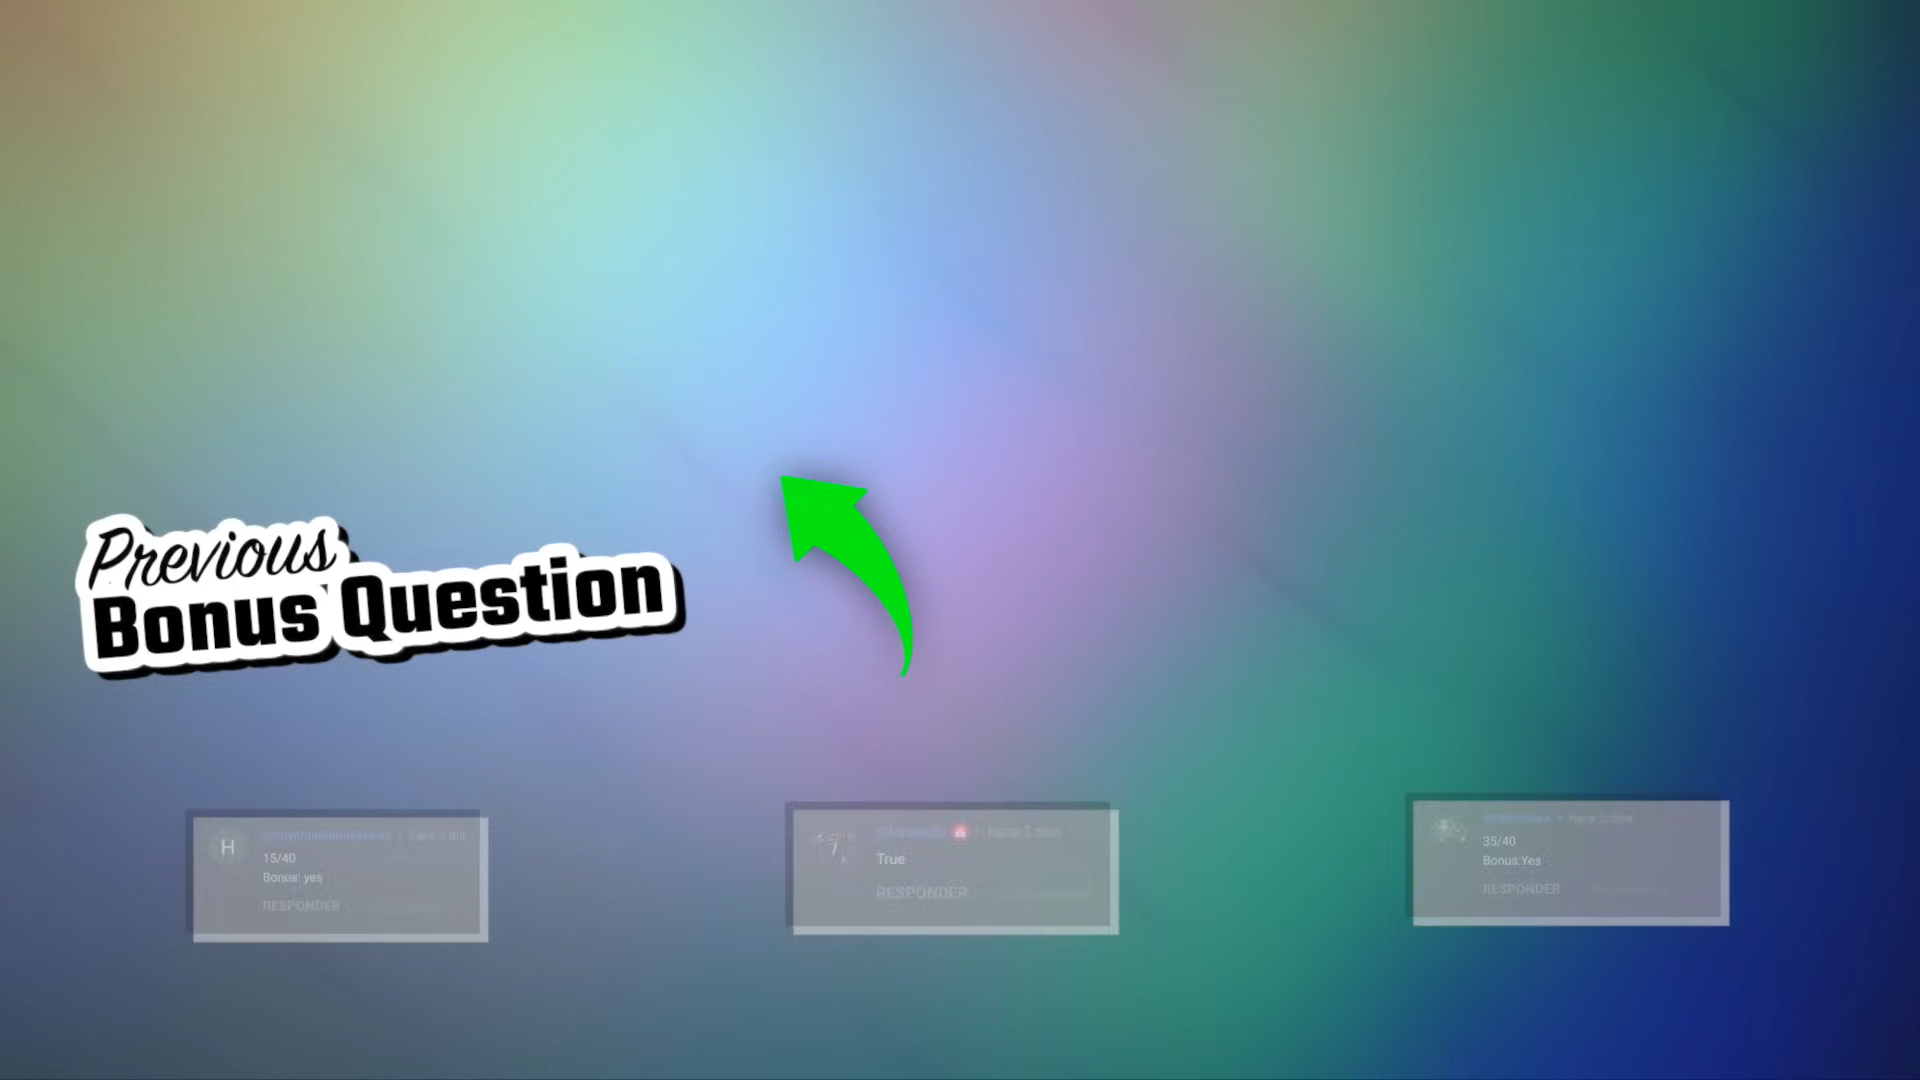 Previous
Bonus Question
H
15/40
Bonus: yes
RESPONDER
True
RESPONDER
35/40
Bonus:Yes
RESPONDER